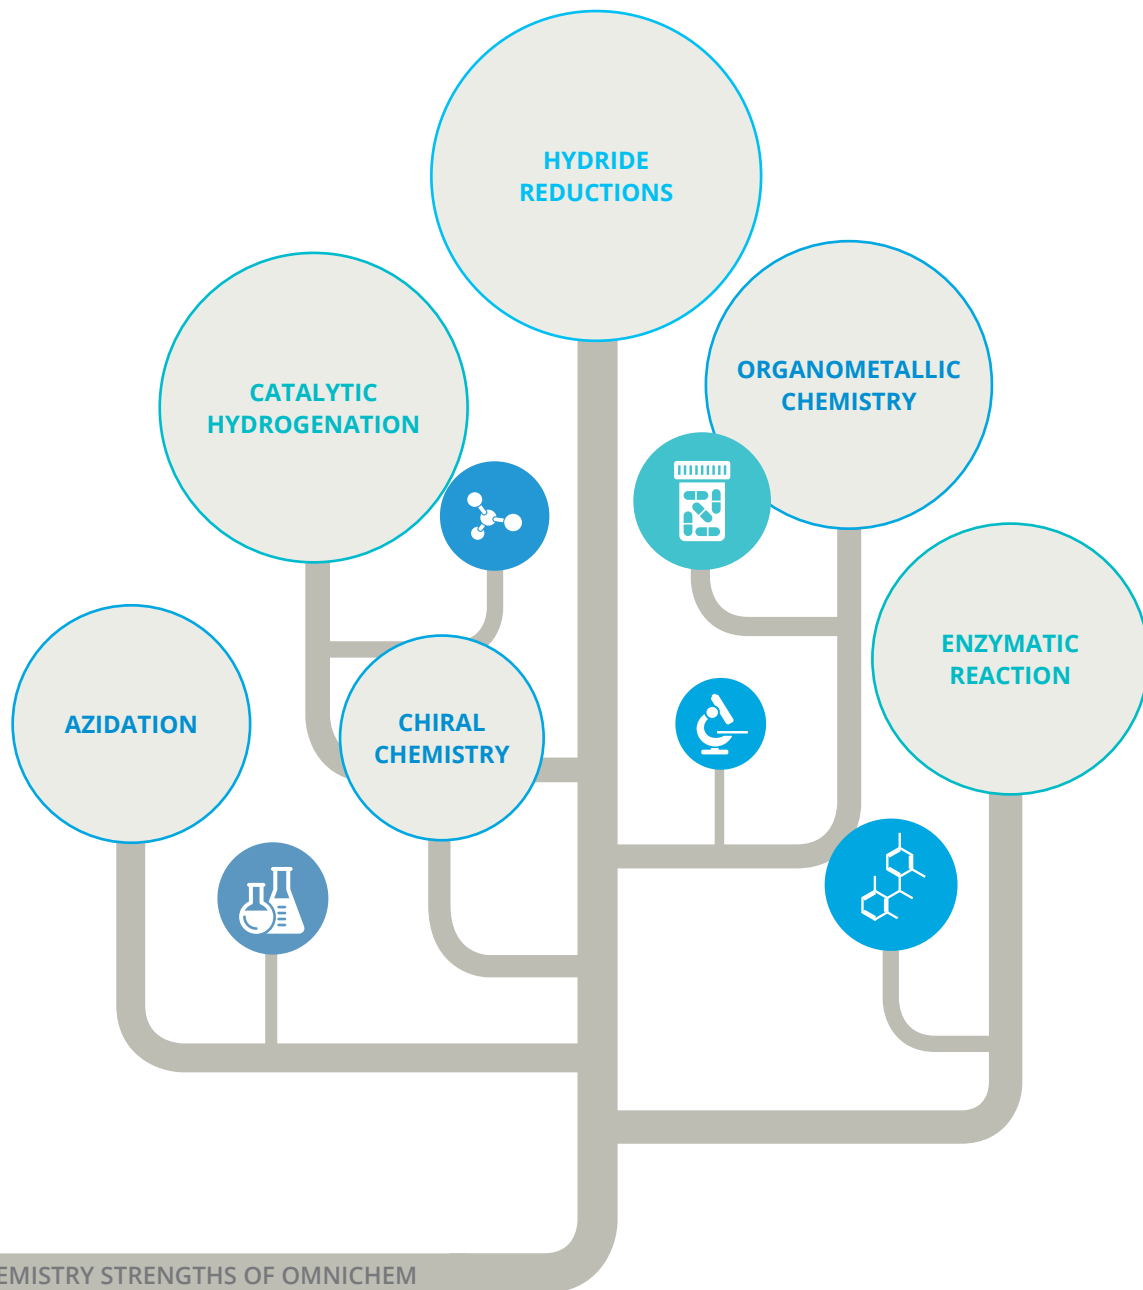 HYDRIDE
REDUCTIONS
CATALYTIC
HYDROGENATION
ORGANOMETALLIC
CHEMISTRY
ENZYMATIC
REACTION
AZIDATION
CHIRAL
CHEMISTRY
EMISTRY STRENGTHS OF OMNICHEM